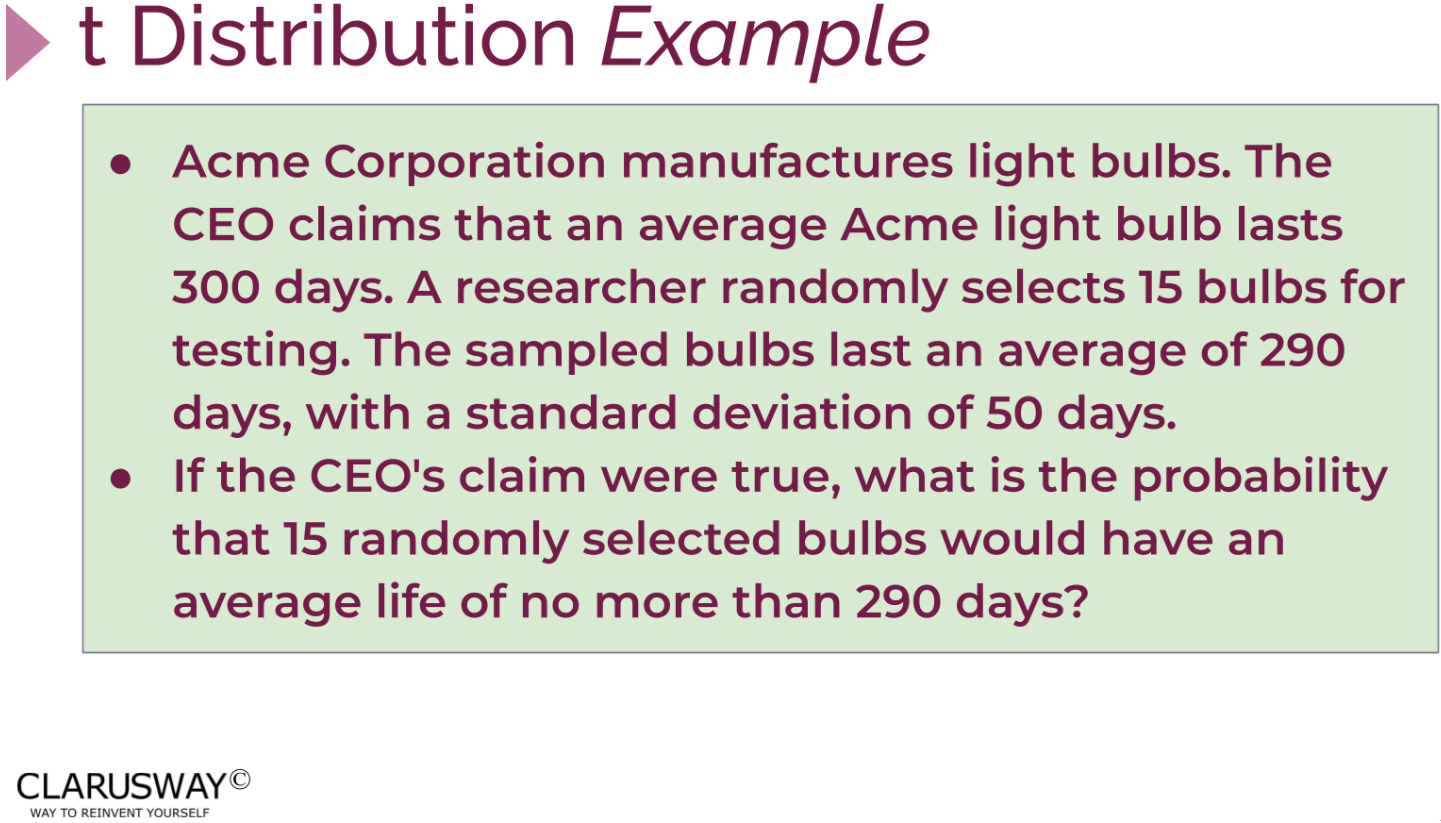 t Distribution Example
● Acme Corporation manufactures light bulbs. The
CEO claims that an average Acme light bulb lasts
300 days. A researcher randomly selects 15 bulbs for
testing. The sampled bulbs last an average of 290
days, with a standard deviation of 50 days.
● If the CEO's claim were true, what is the probability
that 15 randomly selected bulbs would have an
average life of no more than 290 days?
CLARUSWAY©
WAY TO REINVENT YOURSELF